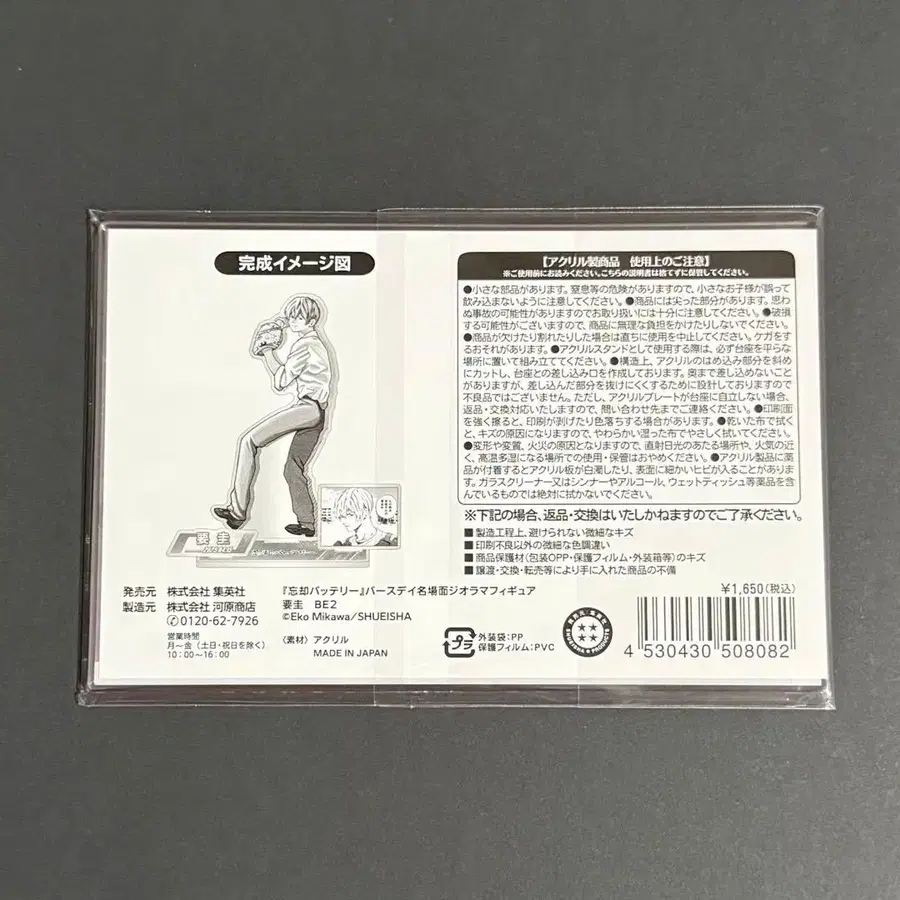 完成イメージ図
要圭
【アクリル製商品 使用上のご注意】
※ご使用前にお読みください。こちらの説明書は捨てずに保管してください。
●小さな部品があります。窒息等の危険がありますので、小さなお子様が誤って
飲み込まないように注意してください。●商品には尖った部分があります。思わ
ぬ事故の可能性がありますのでお取り扱いには十分に注意してください。●破損
する可能性がございますので、商品に無理な負担をかけたりしないでください。
●商品が欠けたり割れたりした場合は直ちに使用を中止してください。ケガをす
るおそれがあります。●アクリルスタンドとして使用する際は、必ず台座を平らな
場所に置いて組み立ててください。●構造上、アクリルのはめ込み部分を斜め
にカットし、台座との差し込み口を作成しております。奥まで差し込めないこと
がありますが、差し込んだ部分を抜けにくくするために設計しておりますので
不良品ではございません。ただし、アクリルプレートが台座に自立しない場合、
返品・交換対応いたしますので、問い合わせ先までご連絡ください。●印刷面
を強く擦ると、印刷が剥げたり色落ちする場合があります。●乾いた布で拭く
と、キズの原因になりますので、やわらかい湿った布でやさしく拭いてください。
●変形や変質、火災の原因となりますので、直射日光のあたる場所や、火気の近
く、高温多湿になる場所での使用・保管はおやめください。●アクリル製品に薬
品が付着するとアクリル板が白濁したり、表面に細かいヒビが入ることがありま
す。ガラスクリーナー又はシンナーやアルコール、ウェットティッシュ等薬品を含
んでいるものでは絶対に拭かないでください。
※下記の場合、返品・交換はいたしかねますのでご了承ください。
■製造工程上、避けられない微細なキズ
■印刷不良以外の微細な色調違い
■商品保護材(包装OPP・保護フィルム・外装箱等)のキズ
■譲渡・交換・転売等により手に入れた商品の不備
発売元 株式会社 集英社
製造元 株式会社 河原商店
0120-62-7926
営業時間
月〜金(土日・祝日を除く)
10:00〜16:00
『忘却バッテリー』バースデイ名場面ジオラマフィギュア
要圭 BE2
©Eko Mikawa/SHUEISHA
〈素材〉アクリル
MADE IN JAPAN
プラ
外装袋:PP
保護フィルム:PVC
SHUEISHA PRODUCTS
¥1,650(税込)
4 530430 508082